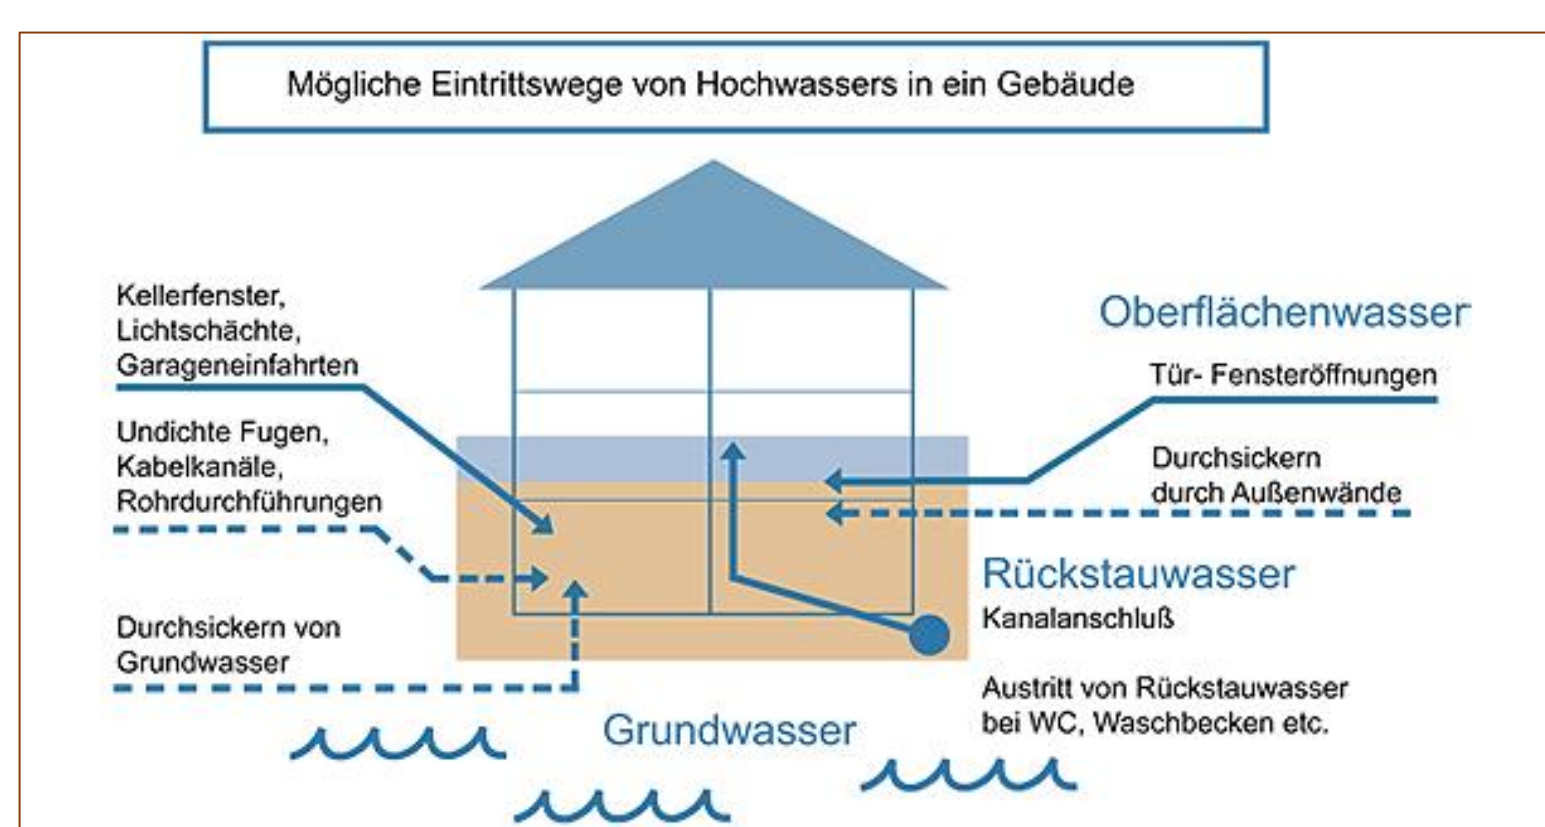 Mögliche Eintrittswege von Hochwassers in ein Gebäude
Kellerfenster,
Lichtschächte,
Garageneinfahrten
Undichte Fugen,
Kabelkanäle,
Rohrdurchführungen
Durchsickern von
Grundwasser
Oberflächenwasser
Tür- Fensteröffnungen
Durchsickern
durch Außenwände
Rückstauwasser
Kanalanschluß
Austritt von Rückstauwasser
bei WC, Waschbecken etc.
Grundwasser